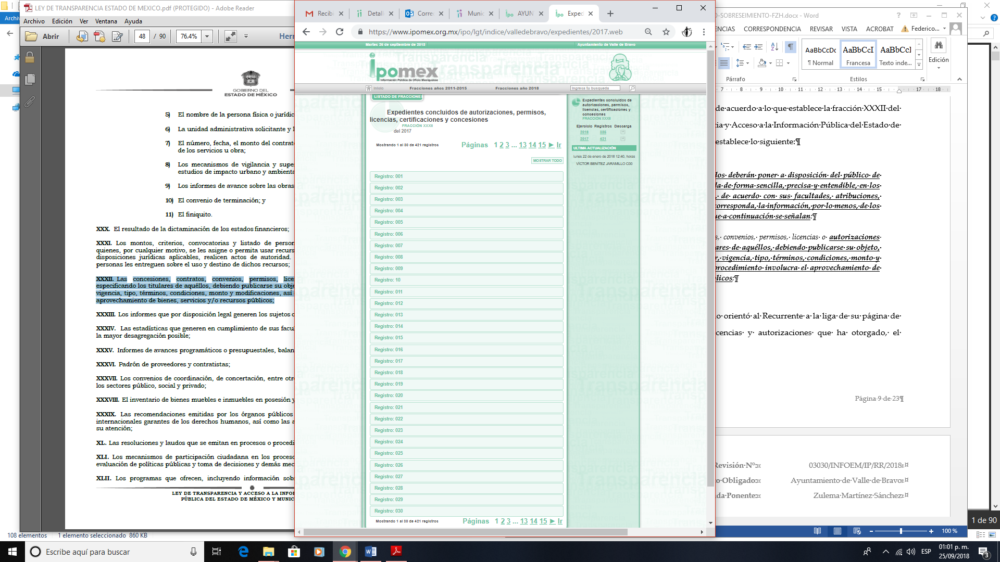 LEY DE TRANSPARENCIA ESTADO DE MEXICO.pdf (PROTEGIDO) - Adobe Reader
Archivo Edición Ver Ventana Ayuda
Abrir 48 / 90 76.4%
GOBIERNO DEL
ESTADO DE MÉXICO
5) El nombre de la persona física o jurídic
6) La unidad administrativa solicitante y l
7) El número, fecha, el monto del contrat
de los servicios u obra;
8) Los mecanismos de vigilancia y supe
estudios de impacto urbano y ambienta
9) Los informes de avance sobre las obras
10) El convenio de terminación; y
11) El finiquito.
XXX. El resultado de la dictaminación de los estados financieros;
XXXI. Los montos, criterios, convocatorias y listado de person
quienes, por cualquier motivo, se les asigne o permita usar recurs
disposiciones jurídicas aplicables, realicen actos de autoridad.
personas les entreguen sobre el uso y destino de dichos recursos;
XXXII. Las concesiones, contratos, convenios, permisos, lice
especificando los titulares de aquéllos, debiendo publicarse su obje
vigencia, tipo, términos, condiciones, monto y modificaciones, así
aprovechamiento de bienes, servicios y/o recursos públicos;
XXXIII. Los informes que por disposición legal generen los sujetos o
XXXIV. Las estadísticas que generen en cumplimiento de sus facul
la mayor desagregación posible;
XXXV. Informes de avances programáticos o presupuestales, balan
XXXVI. Padrón de proveedores y contratistas;
XXXVII. Los convenios de coordinación, de concertación, entre otro
los sectores público, social y privado;
XXXVIII. El inventario de bienes muebles e inmuebles en posesión y
XXXIX. Las recomendaciones emitidas por los órganos públicos
internacionales garantes de los derechos humanos, así como las a
su atención;
XL. Las resoluciones y laudos que se emitan en procesos o procedi
XLI. Los mecanismos de participación ciudadana en los proceso
evaluación de políticas públicas y toma de decisiones y demás mec
XLII. Los programas que ofrecen, incluyendo información sob
LEY DE TRANSPARENCIA Y ACCESO A LA INFOR
PÚBLICA DEL ESTADO DE MÉXICO Y MUNIC
108 elementos 1 elemento seleccionado 860 KB
Recibi Detall Corre Munic AYUN Exped
https://www.ipomex.org.mx/ipo/lgt/indice/valledebravo/expedientes/2017.web
Martes 25 de septiembre de 2018 Ayuntamiento de Valle de Bravo
ipomex
Información Pública de Oficio Mexiquense
Inicio Fracciones años 2011-2015 Fracciones año 2018 Ingresa tu busqueda
LISTADO DE FRACCIONE
Expedientes concluidos de autorizaciones, permisos,
licencias, certificaciones y concesiones
FRACCIÓN XXXII
del 2017
Mostrando 1 al 30 de 421 registros Páginas 1 2 3 ... 13 14 15 ► Ir
MOSTRAR TODO
Registro: 001
Registro: 002
Registro: 003
Registro: 004
Registro: 005
Registro: 006
Registro: 007
Registro: 008
Registro: 009
Registro: 10
Registro: 011
Registro: 012
Registro: 013
Registro: 014
Registro: 015
Registro: 016
Registro: 017
Registro: 018
Registro: 019
Registro: 020
Registro: 021
Registro: 022
Registro: 023
Registro: 024
Registro: 025
Registro: 026
Registro: 027
Registro: 028
Registro: 029
Registro: 030
Mostrando 1 al 30 de 421 registros Páginas 1 2 3 ... 13 14 15 ► Ir
Expedientes concluidos de
autorizaciones, permisos,
licencias, certificaciones y
concesiones
FRACCIÓN XXXII
Ejercicio Registros Descarga
2016 386
2017 421
ULTIMA ACTUALIZACIÓN
lunes 22 de enero de 2018 12:40, horas
VÍCTOR BENÍTEZ JARAMILLO C00
O-SOBRESEIMIENTO-FZH.docx - Word
ENCIAS CORRESPONDENCIA REVISAR VISTA ACROBAT Federico...
AaBbCcDc AaBbCcI AaBbCcI
¶ Normal Francesa Texto inde...
Edición
Párrafo Estilos
7 8 9 10 11 12 13 14 15 17 18
de·acuerdo·a·lo·que·establece·la·fracción·XXXII·del·
ia·y·Acceso·a·la·Información·Pública·del·Estado·de·
establece·lo·siguiente:¶
los· deberán· poner· a· disposición· del· público· de·
da·de·forma·sencilla,·precisa·y·entendible,·en·los·
,· de· acuerdo· con· sus· facultades,· atribuciones,·
corresponda,·la·información,·por·lo·menos,·de·los·
ue·a·continuación·se·señalan:¶
s,· convenios,· permisos,· licencias· o· autorizaciones·
ares·de·aquéllos,·debiendo·publicarse·su·objeto,·
r,·vigencia,·tipo,·términos,·condiciones,·monto·y·
rocedimiento· involucra· el· aprovechamiento· de·
blicos:¶
o·orientó·al·Recurrente·a·la·liga·de·su·página·de·
cencias· y· autorizaciones· que· ha· otorgado,· el·
Página·9·de·23¶
Revisión·N°:¤ 03030/INFOEM/IP/RR/2018¤
o·Obligado:¤ Ayuntamiento·de·Valle·de·Bravo¤
da·Ponente:¤ Zulema·Martínez·Sánchez¤
1 de 90
100 %
Escribe aquí para buscar
ESP 01:01 p. m.
25/09/2018
3